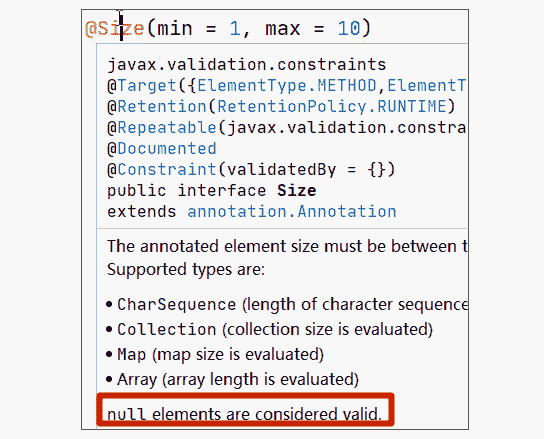 @Size(min = 1, max = 10)
javax.validation.constraints
@Target({ElementType.METHOD,ElementT
@Retention(RetentionPolicy.RUNTIME)
@Repeatable(javax.validation.constra
@Documented
@Constraint(validatedBy = {})
public interface Size
extends annotation.Annotation
The annotated element size must be between t
Supported types are:
• CharSequence (length of character sequence
• Collection (collection size is evaluated)
• Map (map size is evaluated)
• Array (array length is evaluated)
null elements are considered valid.